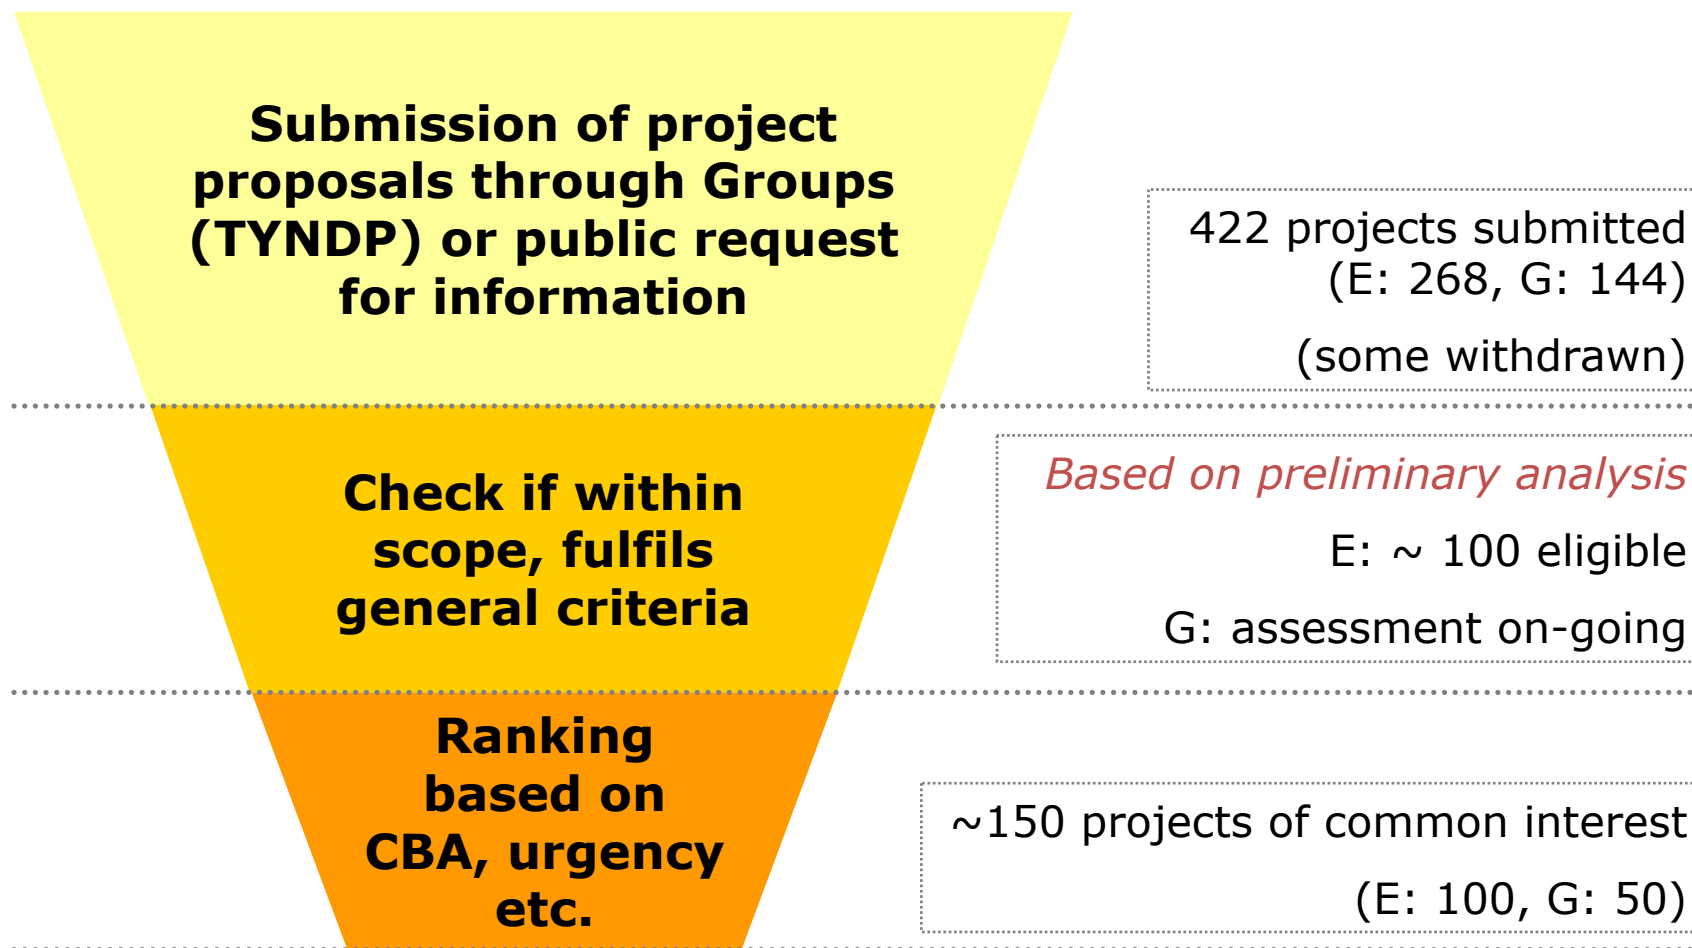 Submission of project
proposals through Groups
(TYNDP) or public request
for information
422 projects submitted
(E: 268, G: 144)
(some withdrawn)
Check if within
scope, fulfils
general criteria
Based on preliminary analysis
E: ~ 100 eligible
G: assessment on-going
Ranking
based on
CBA, urgency
etc.
~150 projects of common interest
(E: 100, G: 50)